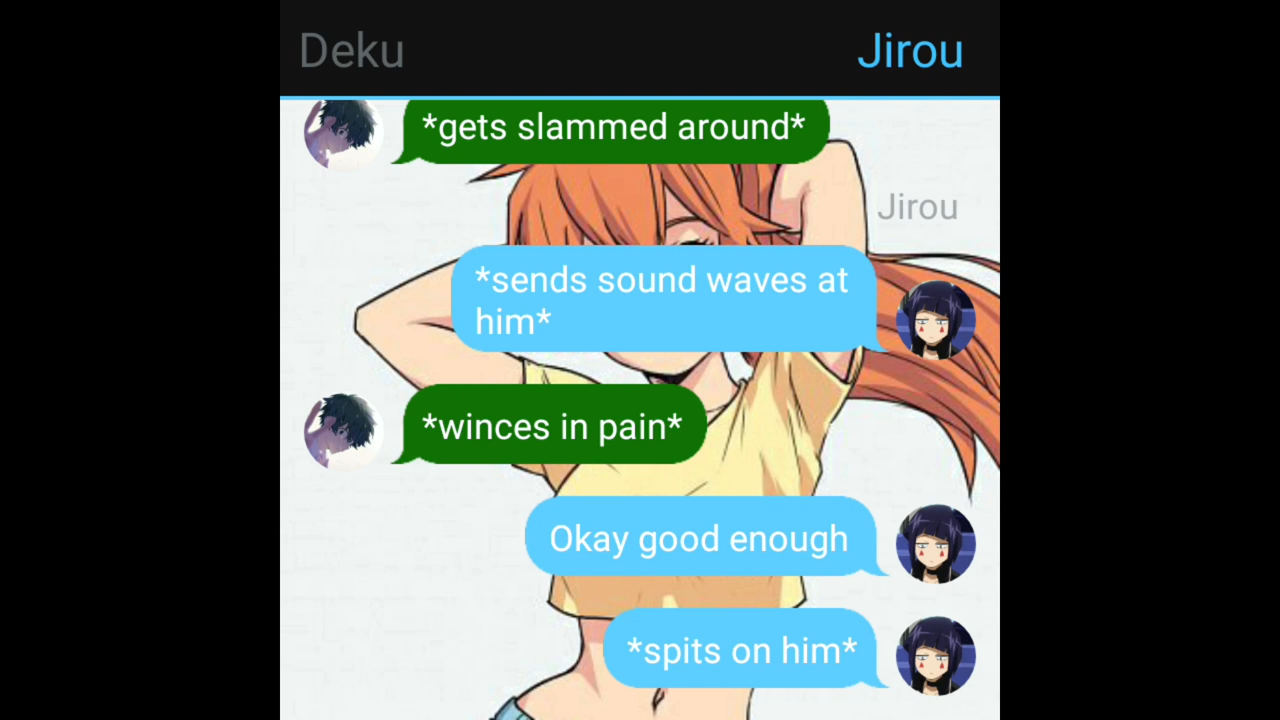 Deku
Jirou
*gets slammed around*
Jirou
*sends sound waves at
him*
*winces in pain*
Okay good enough
*spits on him*